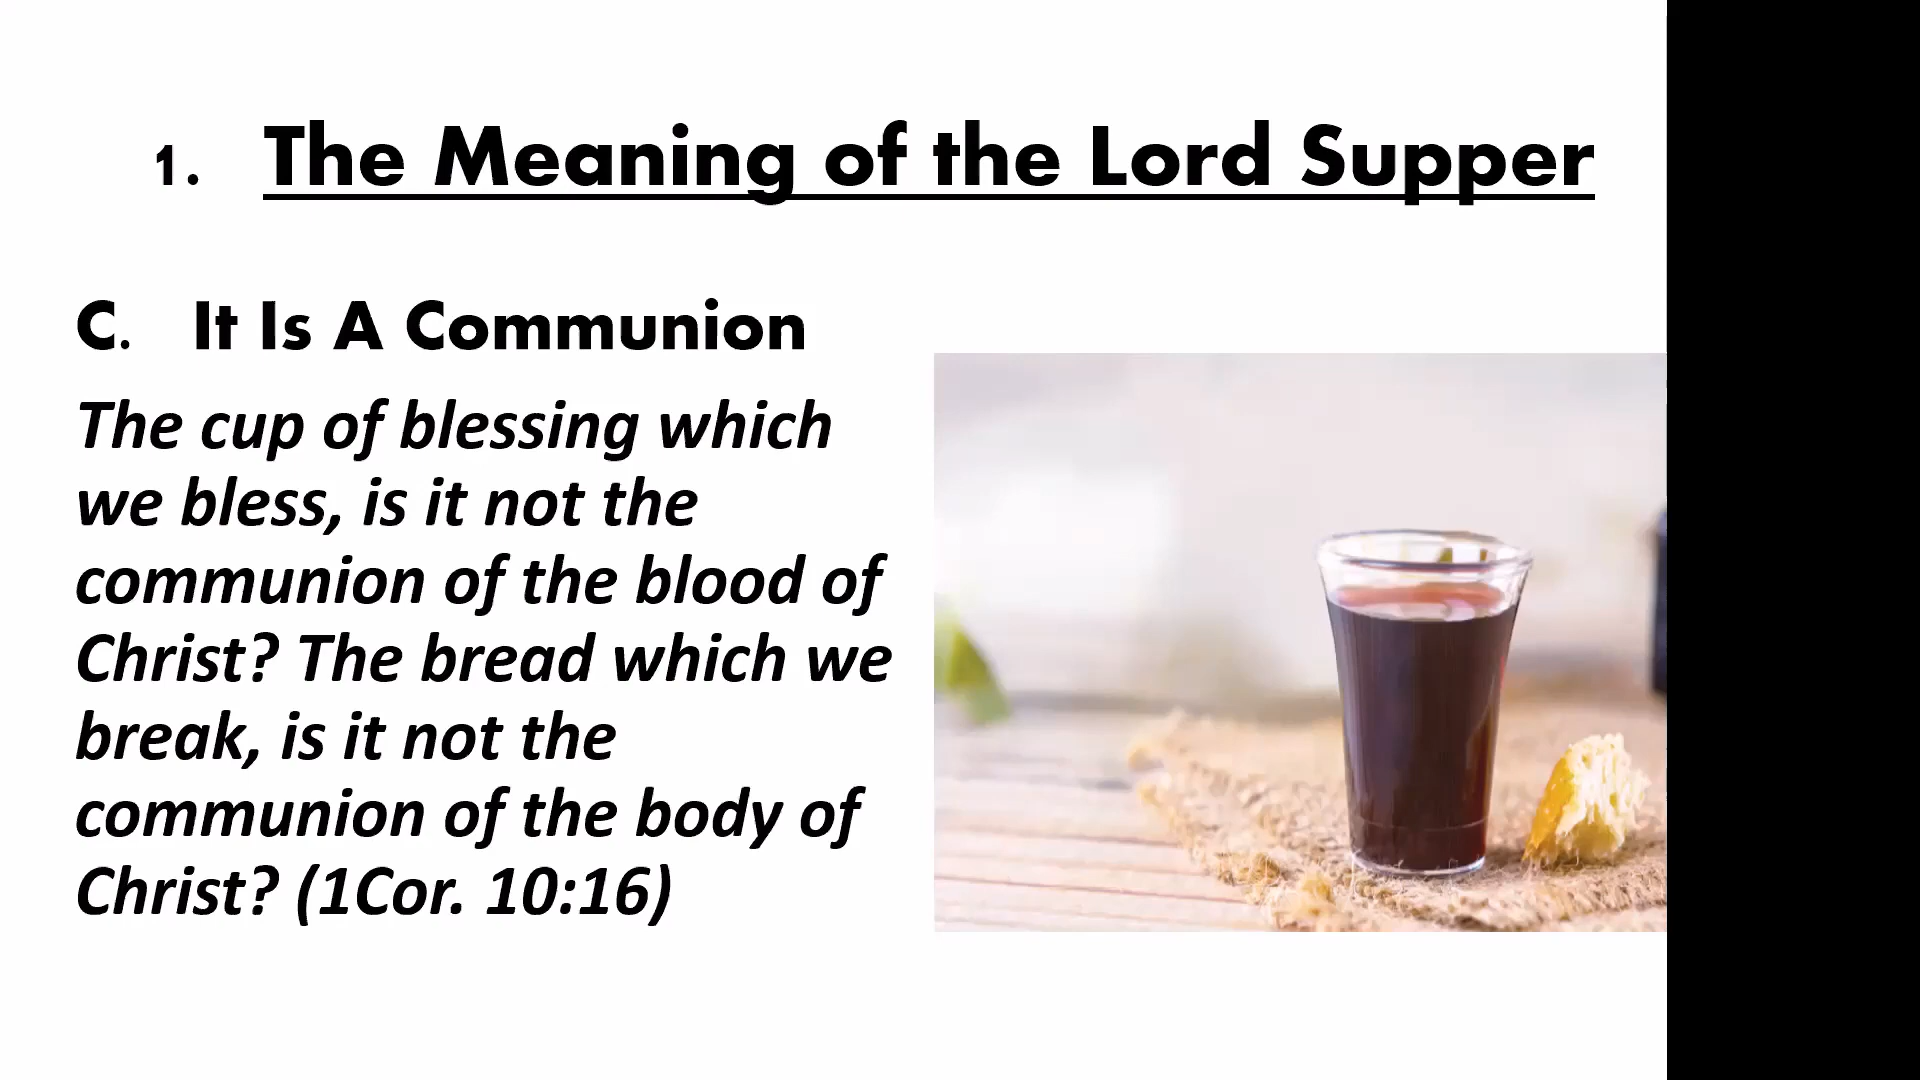 1. The Meaning of the Lord Supper
C. It Is A Communion
The cup of blessing which
we bless, is it not the
communion of the blood of
Christ? The bread which we
break, is it not the
communion of the body of
Christ? (1Cor. 10:16)